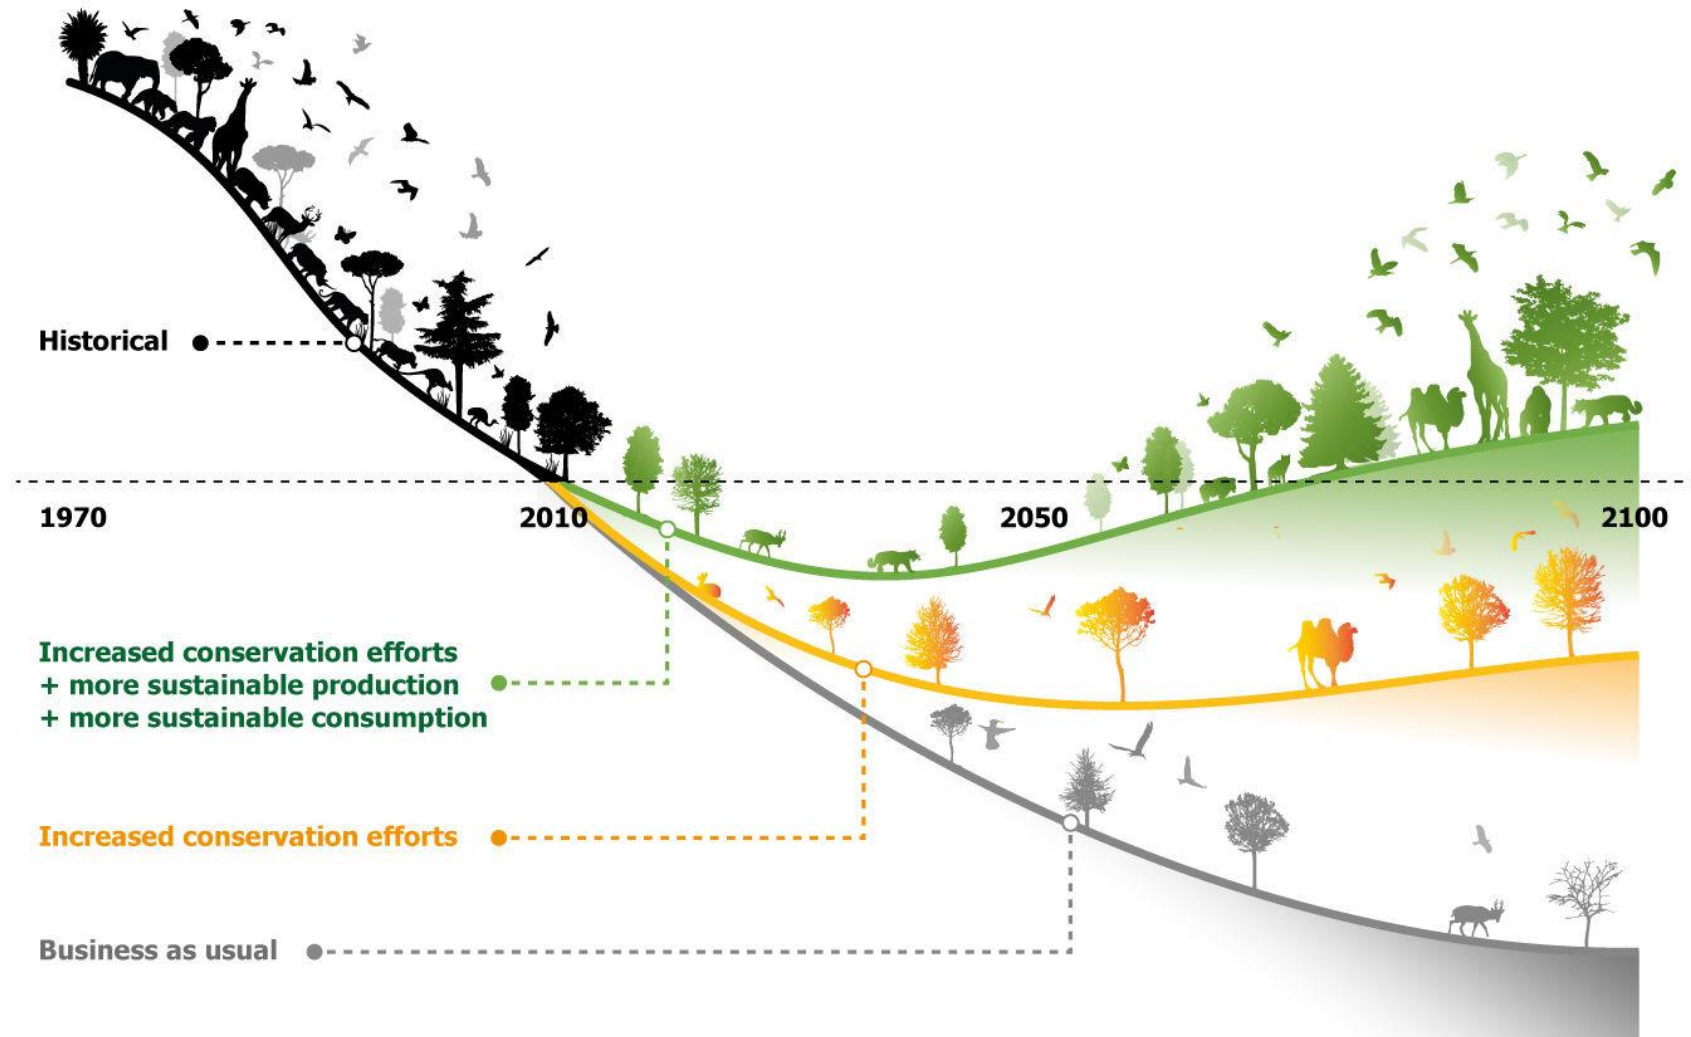 Historical
1970
2010
2050
2100
Increased conservation efforts
+ more sustainable production
+ more sustainable consumption
Increased conservation efforts
Business as usual